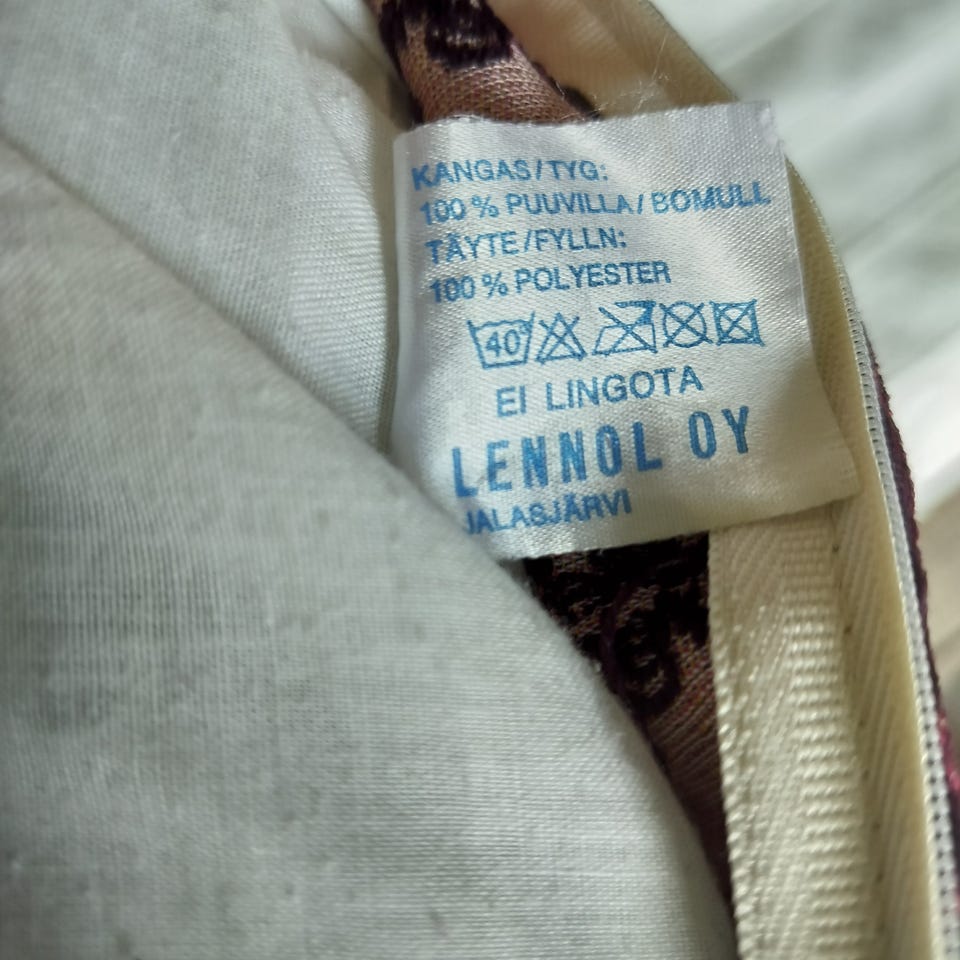 KANGAS/TYG:
100 % PUUVILLA/BOMULL
TÄYTE/FYLLN:
100 % POLYESTER
40
EI LINGOTA
LENNOL OY
JALASJÄRVI